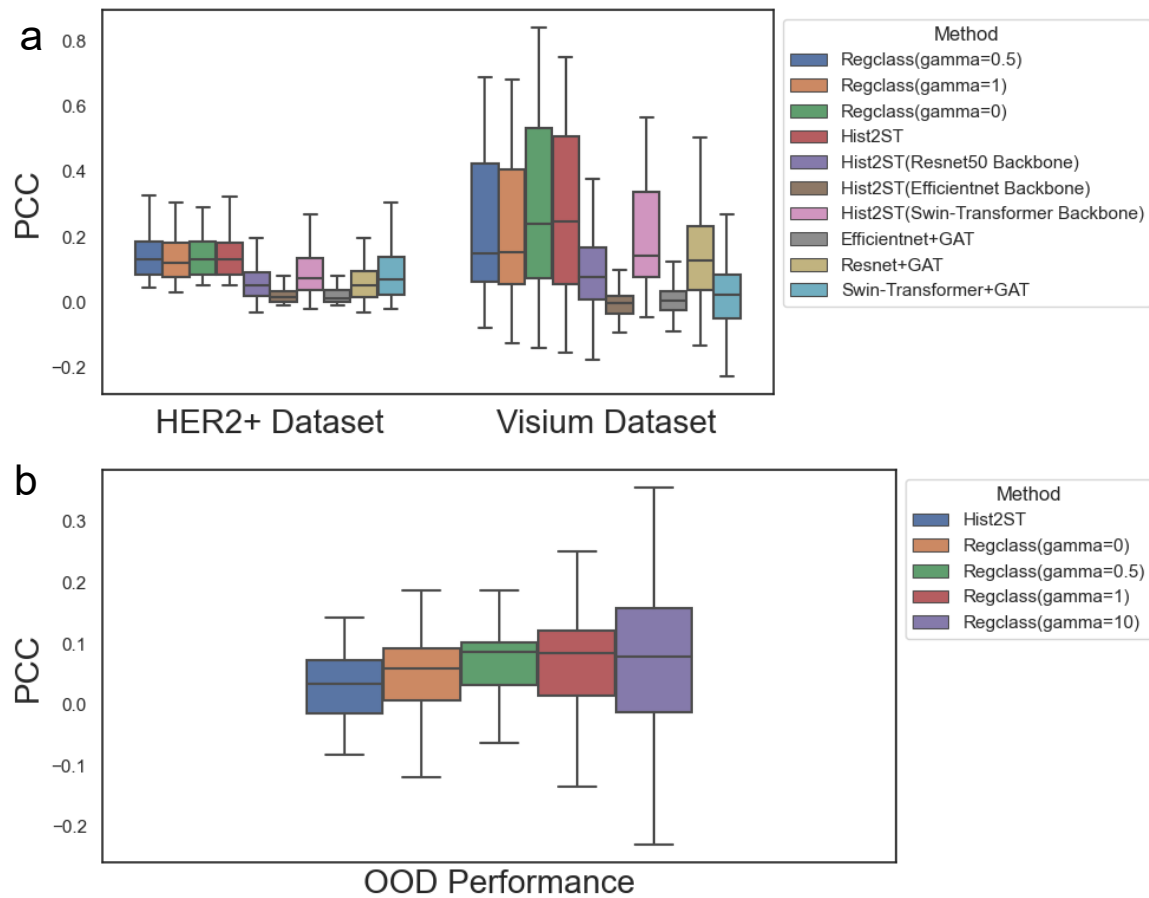 a
PCC
0.8
0.6
0.4
0.2
0.0
−0.2
HER2+ Dataset
Visium Dataset
Method
Regclass(gamma=0.5)
Regclass(gamma=1)
Regclass(gamma=0)
Hist2ST
Hist2ST(Resnet50 Backbone)
Hist2ST(Efficientnet Backbone)
Hist2ST(Swin-Transformer Backbone)
Efficientnet+GAT
Resnet+GAT
Swin-Transformer+GAT
b
PCC
0.3
0.2
0.1
0.0
−0.1
−0.2
OOD Performance
Method
Hist2ST
Regclass(gamma=0)
Regclass(gamma=0.5)
Regclass(gamma=1)
Regclass(gamma=10)